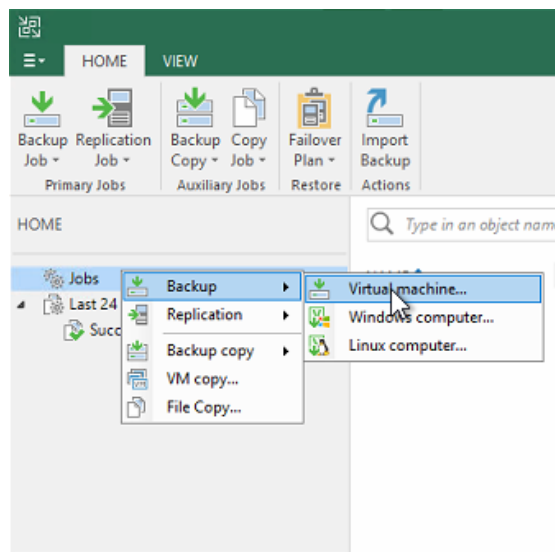 HOME VIEW
Backup Replication Backup Copy Failover Import
Job Job Copy Job Plan Backup
Primary Jobs Auxiliary Jobs Restore Actions
HOME
Type in an object nam
Jobs
Last 24
Succ
Backup
Replication
Backup copy
VM copy...
File Copy...
Virtual machine...
Windows computer...
Linux computer...